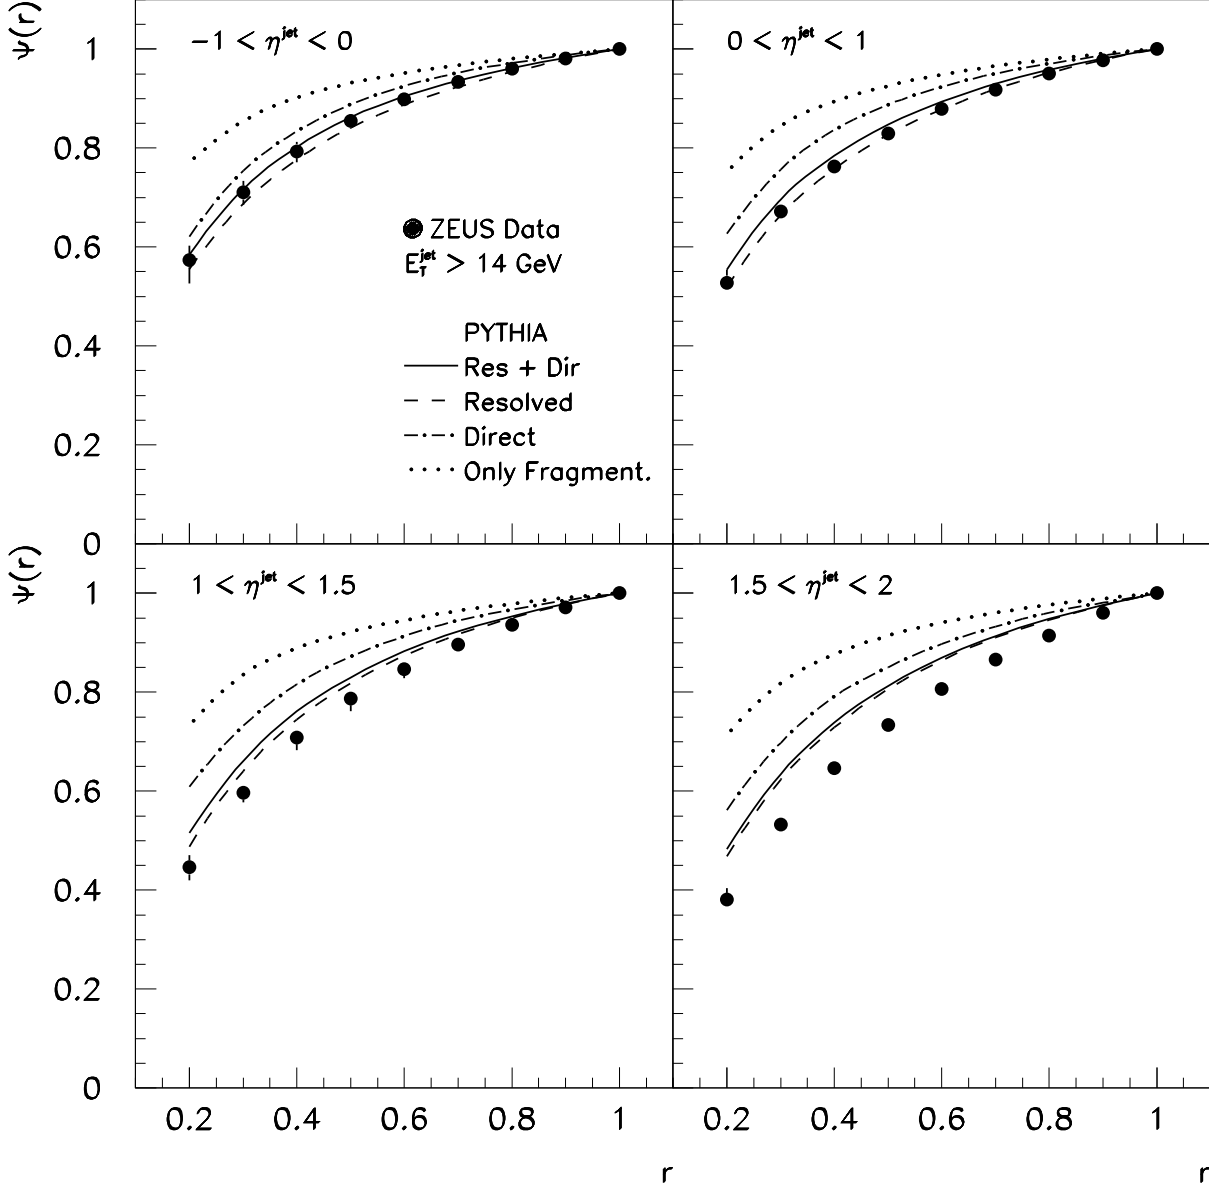 ψ(r)
1
0.8
0.6
0.4
0.2
0
−1 < η^jet < 0
ZEUS Data
E_T^jet > 14 GeV
PYTHIA
Res + Dir
Resolved
Direct
Only Fragment.
0 < η^jet < 1
ψ(r)
1
0.8
0.6
0.4
0.2
0
1 < η^jet < 1.5
1.5 < η^jet < 2
0.2 0.4 0.6 0.8 1
0.2 0.4 0.6 0.8 1
r
r